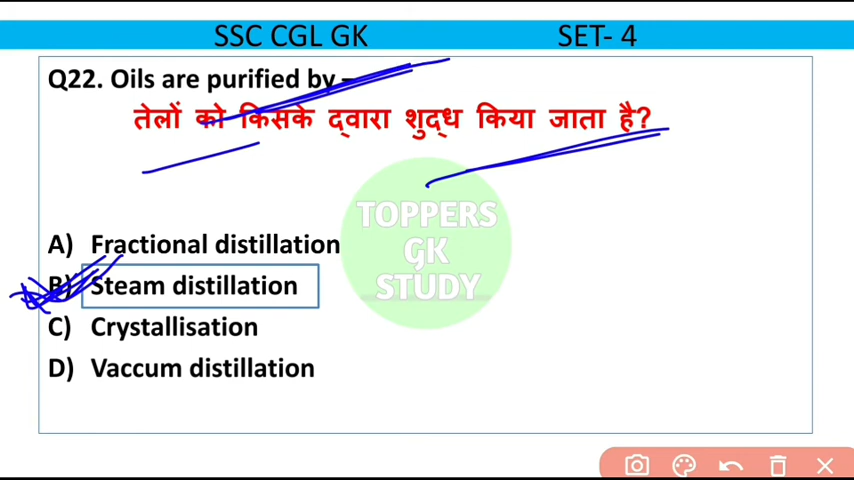 SSC CGL GK SET- 4
Q22. Oils are purified by –
तेलों को किसके द्वारा शुद्ध किया जाता है?
TOPPERS
GK
STUDY
A) Fractional distillation
B) Steam distillation
C) Crystallisation
D) Vaccum distillation